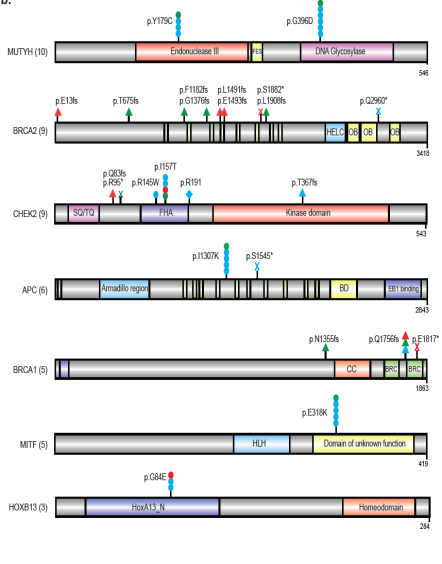 b.
p.Y179C
p.G396D
MUTYH (10)
Endonuclease III
FES
DNA Glycosylase
546
p.F1182fs
p.L1491fs
p.S1882*
p.E13fs
p.T675fs
p.G1376fs
p.E1493fs
p.L1908fs
p.Q2960*
BRCA2 (9)
HELC
OB
OB
OB
3418
p.I157T
p.Q83fs
p.R95*
p.R145W
p.R191
p.T367fs
CHEK2 (9)
SQ/TQ
FHA
Kinase domain
543
p.I1307K
p.S1545*
APC (6)
Armadillo region
BD
EB1 binding
2843
p.N1355fs
p.Q1756fs
p.E1817*
BRCA1 (5)
CC
BRC
BRC
1863
p.E318K
MITF (5)
HLH
Domain of unknown function
419
p.G84E
HOXB13 (3)
HoxA13_N
Homeodomain
284